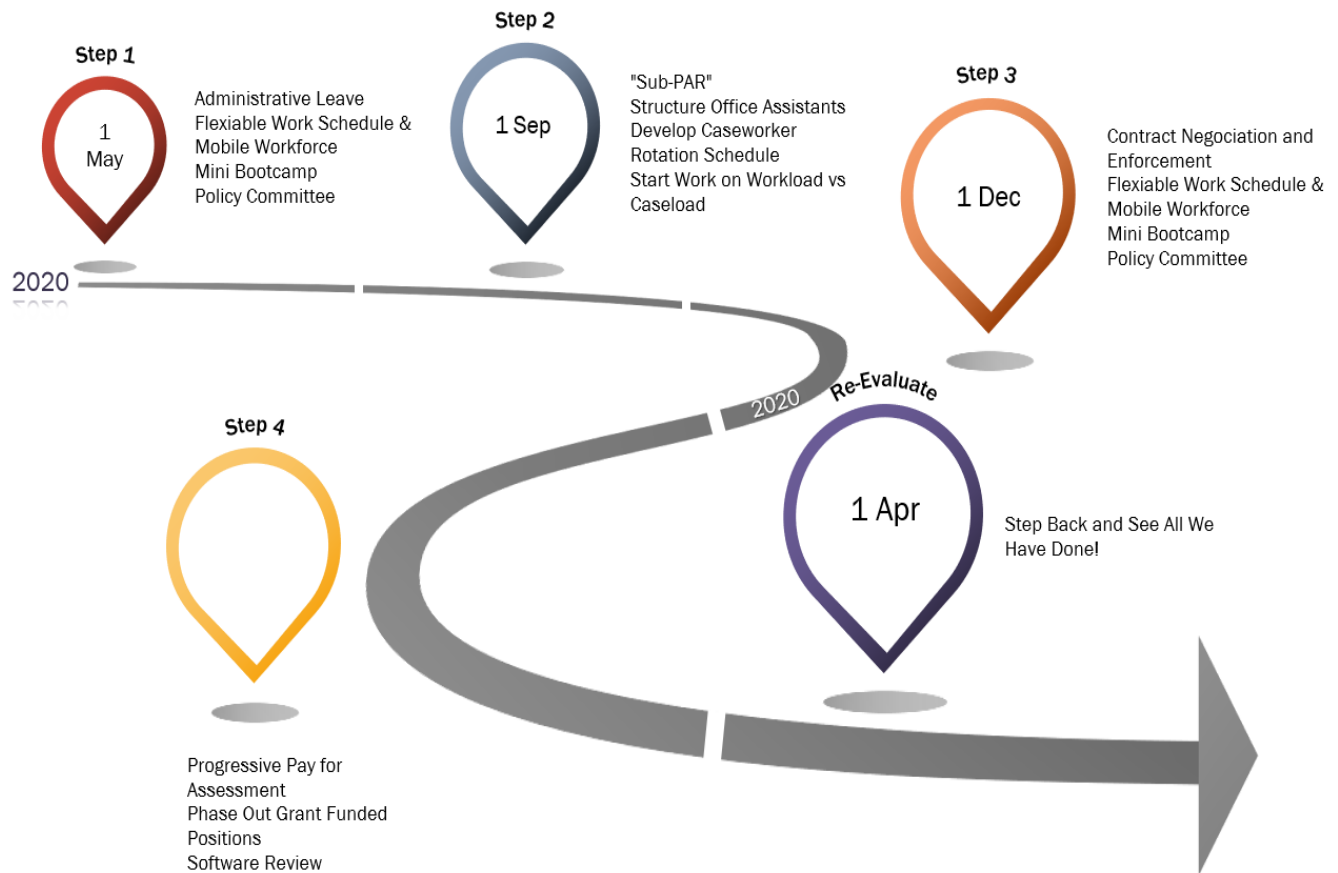 Step 1
1
May
Administrative Leave
Flexiable Work Schedule &
Mobile Workforce
Mini Bootcamp
Policy Committee
Step 2
1 Sep
"Sub-PAR"
Structure Office Assistants
Develop Caseworker
Rotation Schedule
Start Work on Workload vs
Caseload
Step 3
1 Dec
Contract Negociation and
Enforcement
Flexiable Work Schedule &
Mobile Workforce
Mini Bootcamp
Policy Committee
2020
2020
Step 4
Progressive Pay for
Assessment
Phase Out Grant Funded
Positions
Software Review
Re-Evaluate
1 Apr
Step Back and See All We
Have Done!